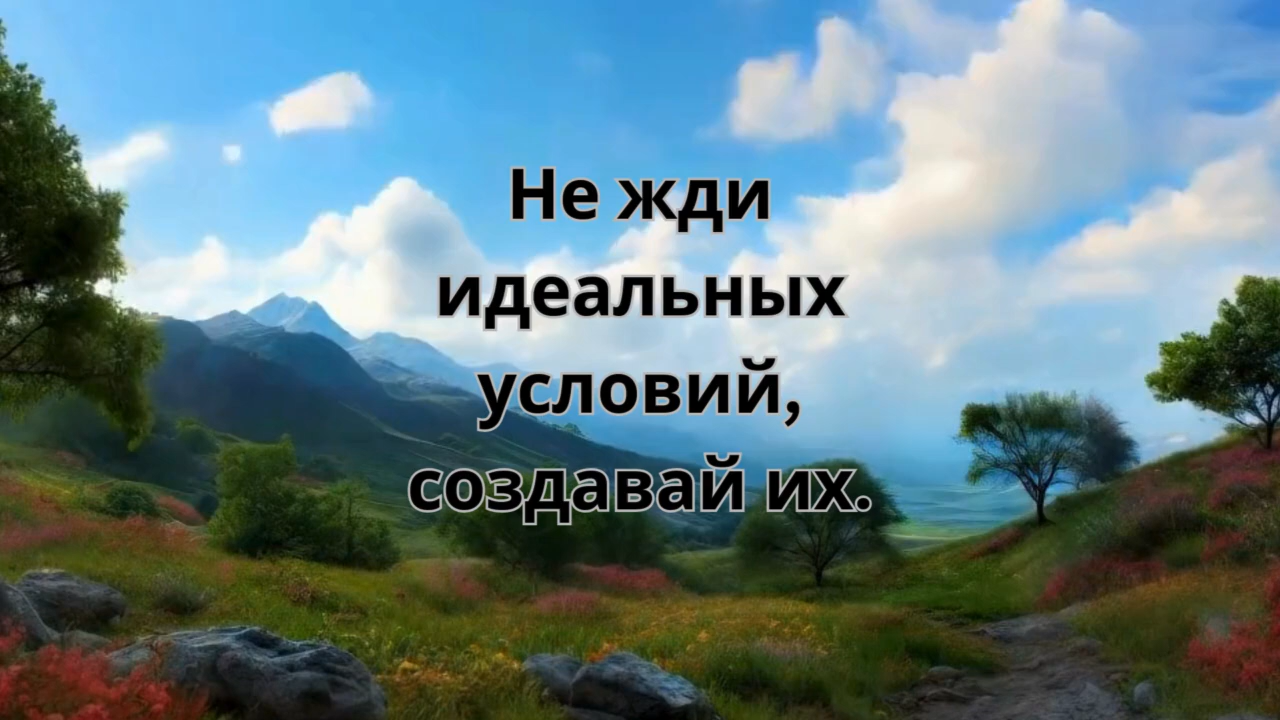 Не жди
идеальных
условий,
создавай их.